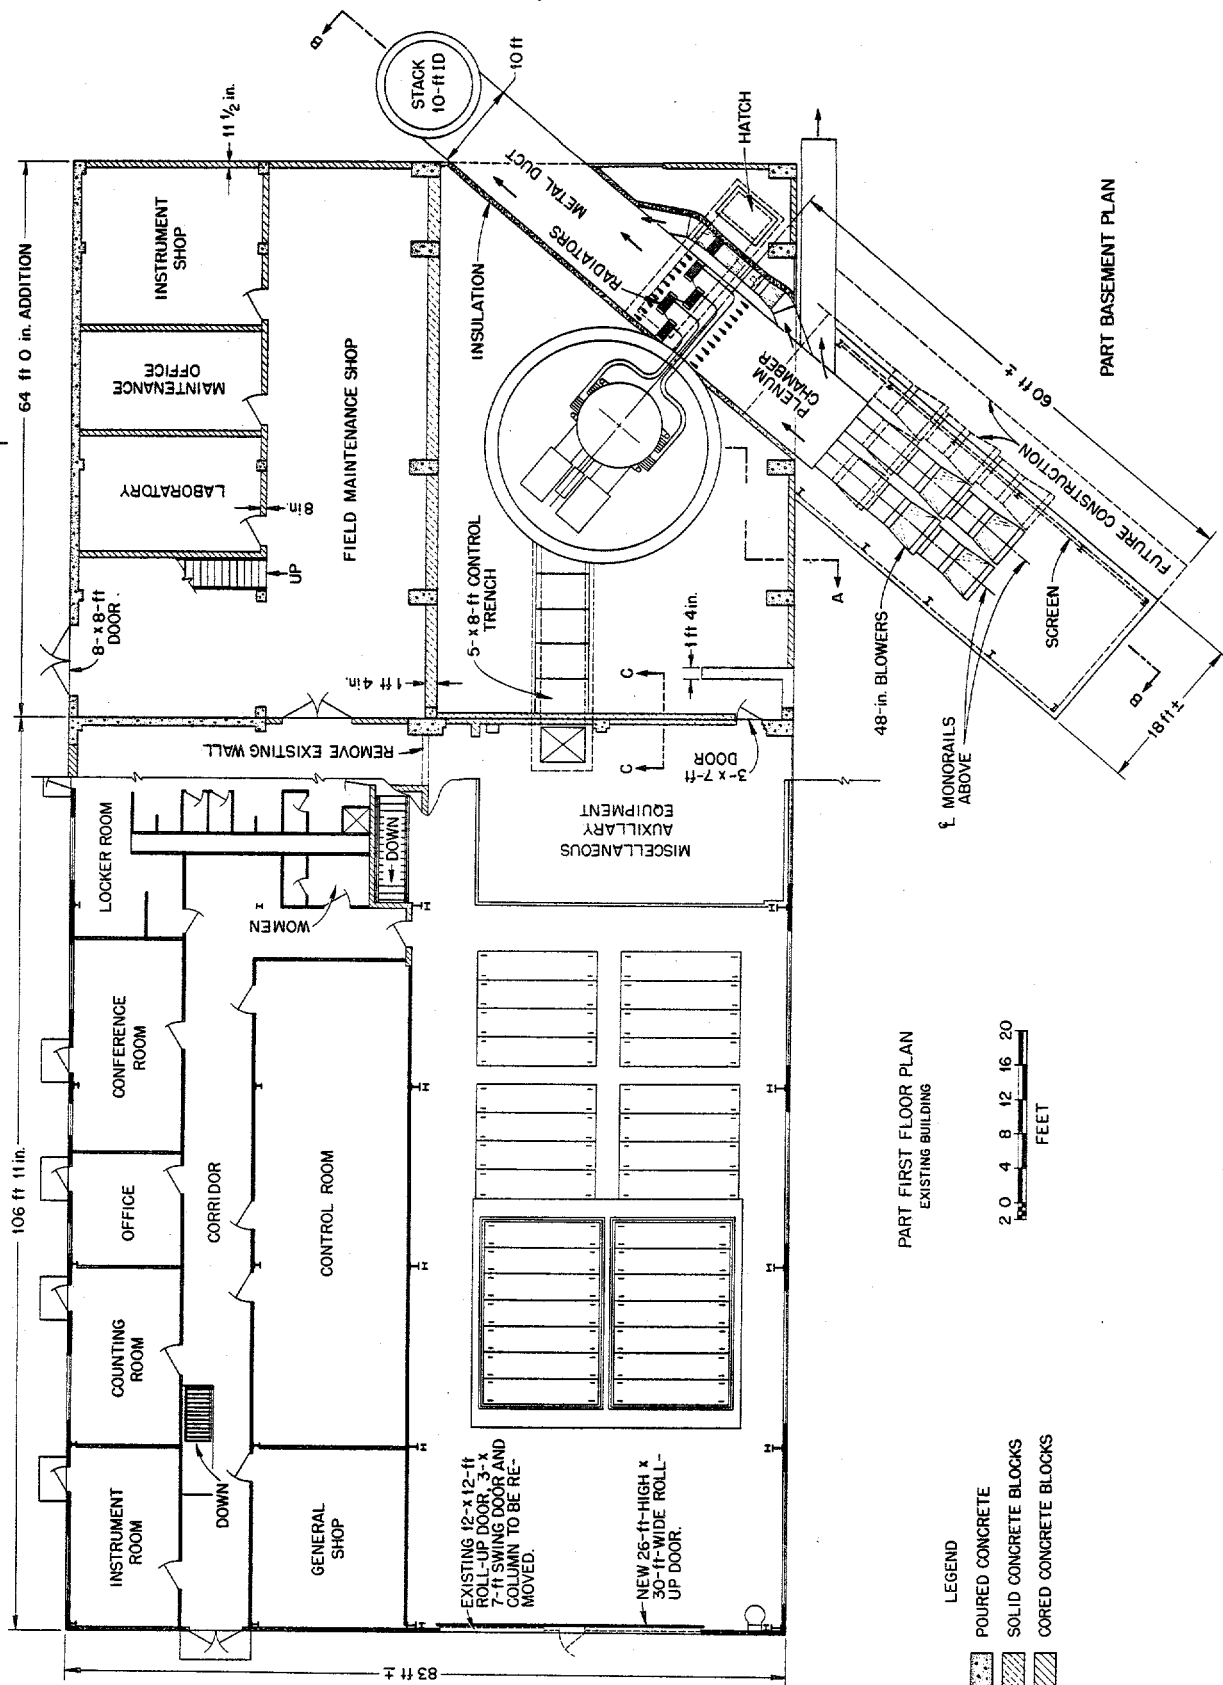 64 ft 0 in. ADDITION
106 ft 11 in.
83 ft ±
B
STACK
10-ft ID
10 ft
11 1/2 in.
INSTRUMENT
SHOP
MAINTENANCE
OFFICE
LABORATORY
8 in.
UP
8- x 8-ft
DOOR
FIELD MAINTENANCE SHOP
1 ft 4 in.
INSULATION
METAL DUCT
RADIATORS
HATCH
PLENUM
CHAMBER
5- x 8-ft CONTROL
TRENCH
C
C
A
1 ft 4 in.
3- x 7-ft
DOOR
48-in. BLOWERS
SCREEN
FUTURE CONSTRUCTION
60 ft ±
18 ft ±
B
℄ MONORAILS
ABOVE
PART BASEMENT PLAN
REMOVE EXISTING WALL
LOCKER ROOM
WOMEN
DOWN
MISCELLANEOUS
AUXILLARY
EQUIPMENT
CONFERENCE
ROOM
OFFICE
CORRIDOR
CONTROL ROOM
COUNTING
ROOM
INSTRUMENT
ROOM
DOWN
GENERAL
SHOP
EXISTING 12- x 12-ft
ROLL-UP DOOR, 3- x
7-ft SWING DOOR AND
COLUMN TO BE RE-
MOVED.
NEW 26-ft-HIGH x
30-ft-WIDE ROLL-
UP DOOR.
PART FIRST FLOOR PLAN
EXISTING BUILDING
2 0 4 8 12 16 20
FEET
LEGEND
POURED CONCRETE
SOLID CONCRETE BLOCKS
CORED CONCRETE BLOCKS